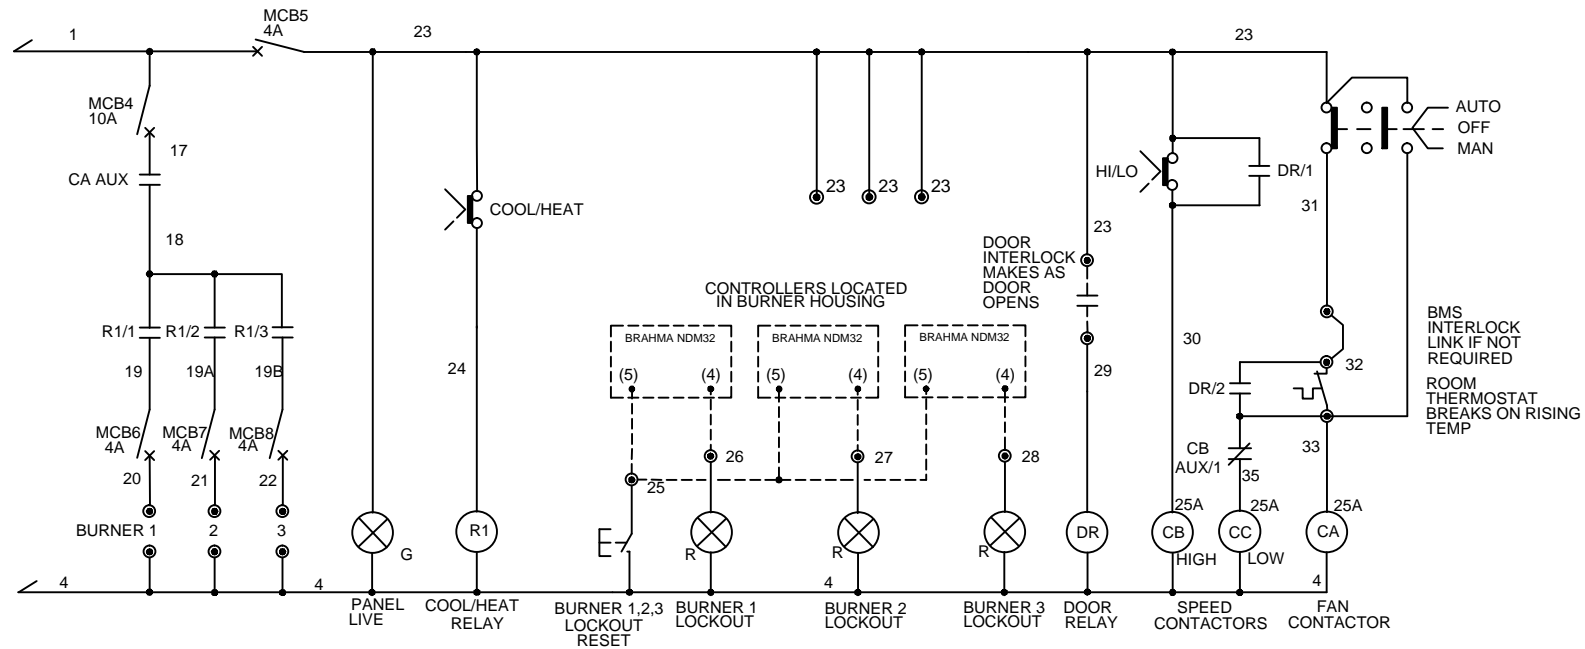 MCB5
4A
1
23
23
MCB4
10A
AUTO
OFF
MAN
17
CA AUX
HI/LO
DR/1
23
23
23
COOL/HEAT
31
18
23
DOOR
INTERLOCK
MAKES AS
DOOR
OPENS
CONTROLLERS LOCATED
IN BURNER HOUSING
R1/1
R1/2
R1/3
BRAHMA NDM32
BRAHMA NDM32
BRAHMA NDM32
30
BMS
INTERLOCK
LINK IF NOT
REQUIRED
19
19A
19B
24
(5)
(4)
(5)
(4)
(5)
(4)
29
32
DR/2
ROOM
THERMOSTAT
BREAKS ON RISING
TEMP
MCB6
4A
MCB7
4A
MCB8
4A
26
27
28
CB
AUX/1
33
35
20
21
22
25
25A
25A
25A
BURNER 1
2
3
G
R1
R
R
R
DR
CB
HIGH
CC
LOW
CA
4
4
4
4
PANEL
LIVE
COOL/HEAT
RELAY
BURNER 1,2,3
LOCKOUT
RESET
BURNER 1
LOCKOUT
BURNER 2
LOCKOUT
BURNER 3
LOCKOUT
DOOR
RELAY
SPEED
CONTACTORS
FAN
CONTACTOR